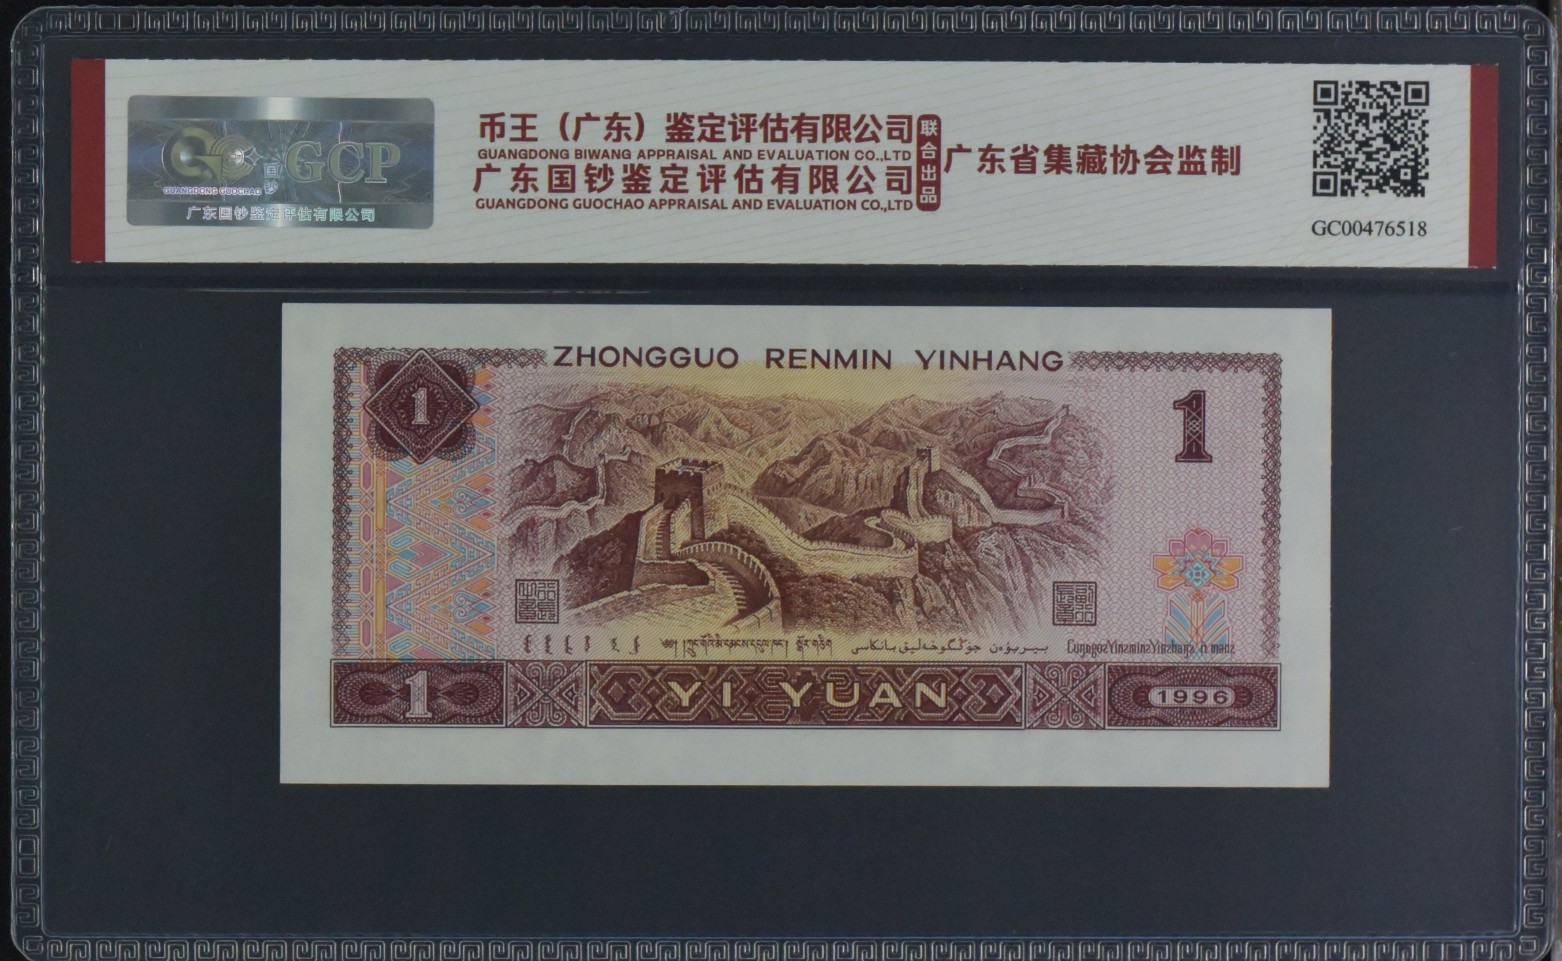 GCP
国钞
GUANGDONG GUOCHAO
广东国钞鉴定评估有限公司
币王（广东）鉴定评估有限公司
GUANGDONG BIWANG APPRAISAL AND EVALUATION CO.,LTD
广东国钞鉴定评估有限公司
GUANGDONG GUOCHAO APPRAISAL AND EVALUATION CO.,LTD
联合出品
广东省集藏协会监制
GC00476518
ZHONGGUO RENMIN YINHANG
1
1
YI YUAN
1
1996